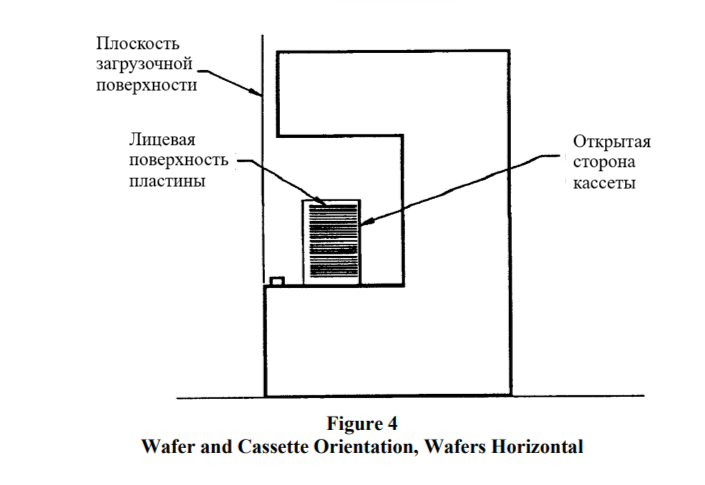 Плоскость
загрузочной
поверхности
Лицевая
поверхность
пластины
Открытая
сторона
кассеты
Figure 4
Wafer and Cassette Orientation, Wafers Horizontal